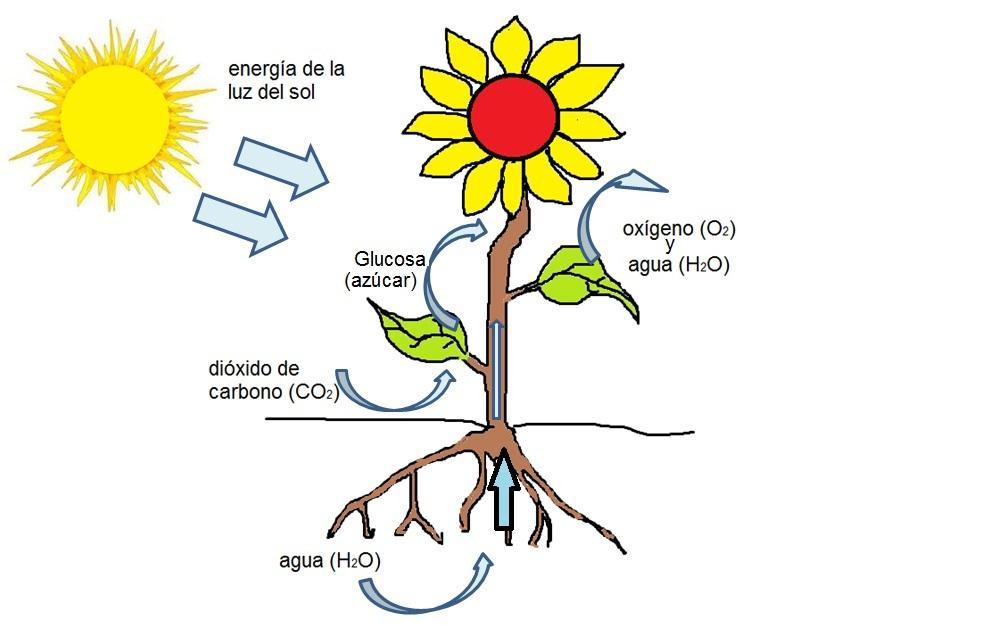 energía de la
luz del sol
oxígeno (O₂)
y
agua (H₂O)
Glucosa
(azúcar)
dióxido de
carbono (CO₂)
agua (H₂O)